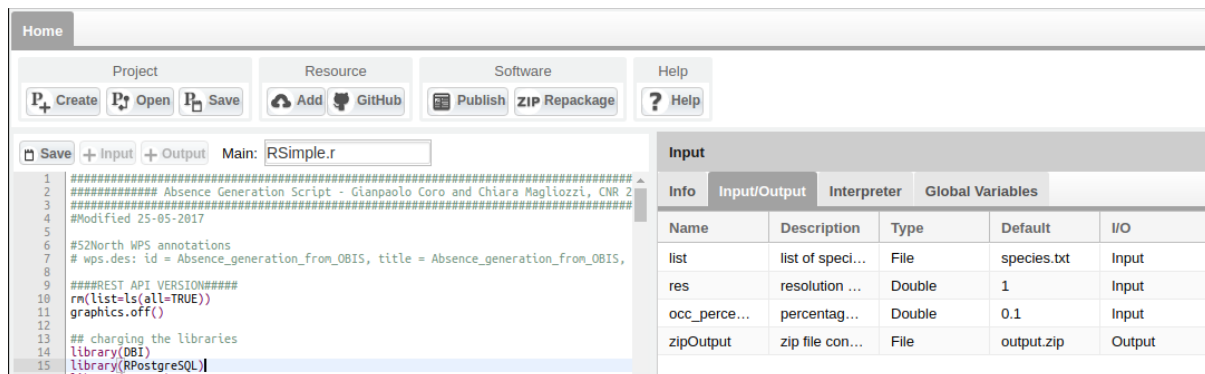 Home
Project
Create Open Save
Resource
Add GitHub
Software
Publish ZIP Repackage
Help
? Help
Save + Input + Output Main: RSimple.r
1 ################################################################################
2 ############# Absence Generation Script - Gianpaolo Coro and Chiara Magliozzi, CNR 2
3 ################################################################################
4 #Modified 25-05-2017
5
6 #52North WPS annotations
7 # wps.des: id = Absence_generation_from_OBIS, title = Absence_generation_from_OBIS,
8
9 ####REST API VERSION#####
10 rm(list=ls(all=TRUE))
11 graphics.off()
12
13 ## charging the libraries
14 library(DBI)
15 library(RPostgreSQL)
Input
Info Input/Output Interpreter Global Variables
Name Description Type Default I/O
list list of speci... File species.txt Input
res resolution ... Double 1 Input
occ_perce... percentag... Double 0.1 Input
zipOutput zip file con... File output.zip Output